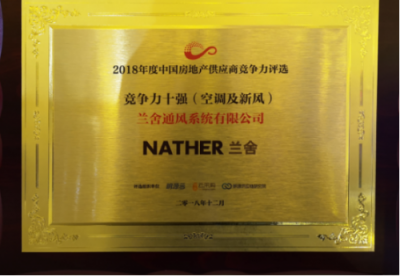 2018年度中国房地产供应商竞争力评选
竞争力十强（空调及新风）
兰舍通风系统有限公司
NATHER 兰舍
二零一八年十二月